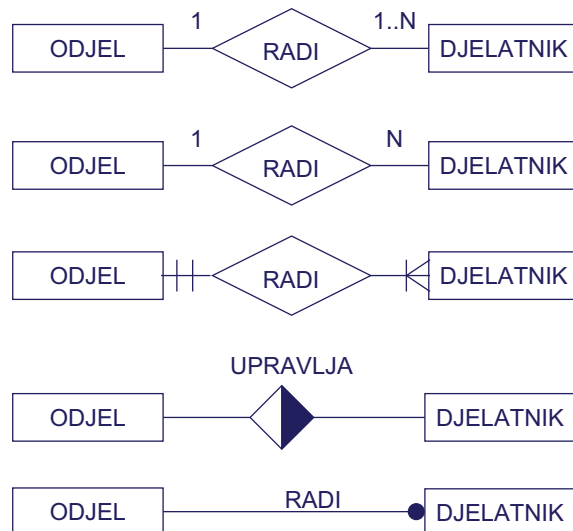 1 1..N
ODJEL RADI DJELATNIK
1 N
ODJEL RADI DJELATNIK
ODJEL RADI DJELATNIK
UPRAVLJA
ODJEL DJELATNIK
ODJEL RADI DJELATNIK